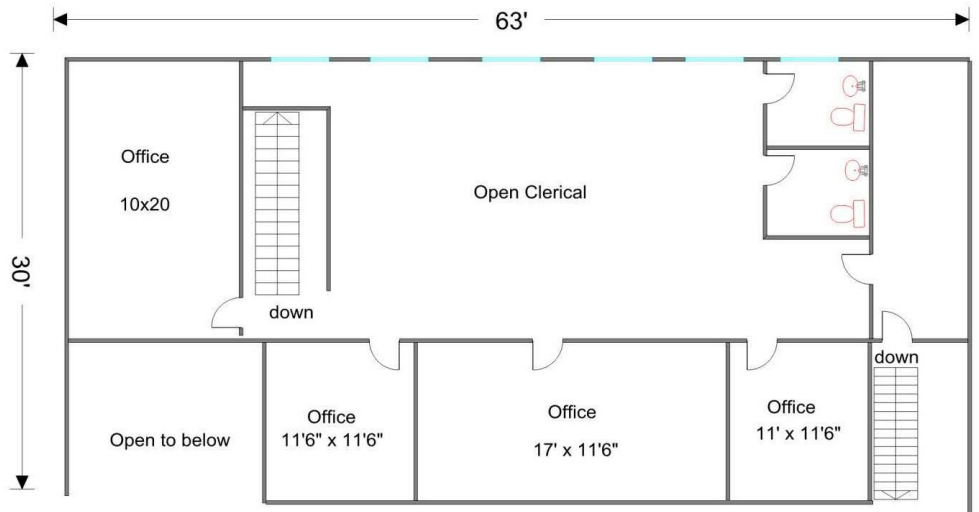 63'
30'
Office
10x20
Open Clerical
down
down
Open to below
Office
11'6" x 11'6"
Office
17' x 11'6"
Office
11' x 11'6"